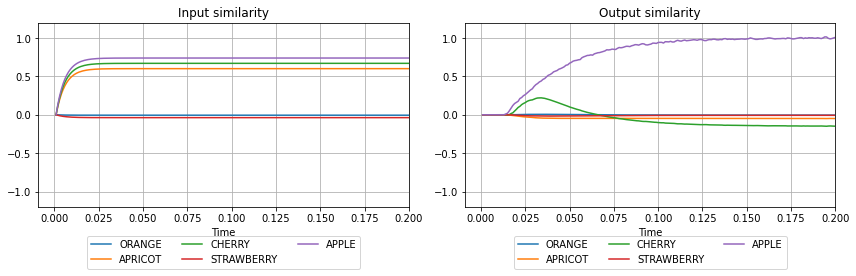 Input similarity
1.0
0.5
0.0
−0.5
−1.0
0.000 0.025 0.050 0.075 0.100 0.125 0.150 0.175 0.200
Time
ORANGE CHERRY APPLE
APRICOT STRAWBERRY
Output similarity
1.0
0.5
0.0
−0.5
−1.0
0.000 0.025 0.050 0.075 0.100 0.125 0.150 0.175 0.200
Time
ORANGE CHERRY APPLE
APRICOT STRAWBERRY